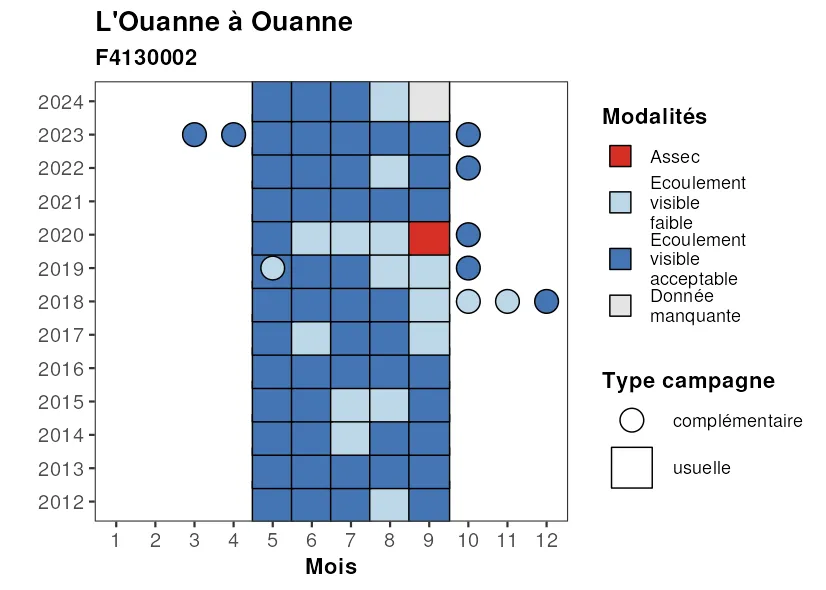 L'Ouanne à Ouanne
F4130002
2024
2023
2022
2021
2020
2019
2018
2017
2016
2015
2014
2013
2012
1 2 3 4 5 6 7 8 9 10 11 12
Mois
Modalités
Assec
Ecoulement
visible
faible
Ecoulement
visible
acceptable
Donnée
manquante
Type campagne
complémentaire
usuelle